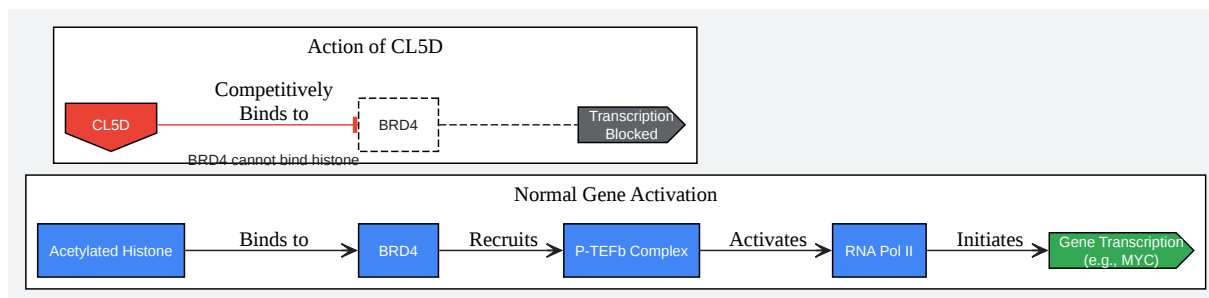 Action of CL5D
Competitively
Binds to
CL5D
BRD4
Transcription
Blocked
BRD4 cannot bind histone
Normal Gene Activation
Acetylated Histone
Binds to
BRD4
Recruits
P-TEFb Complex
Activates
RNA Pol II
Initiates
Gene Transcription
(e.g., MYC)